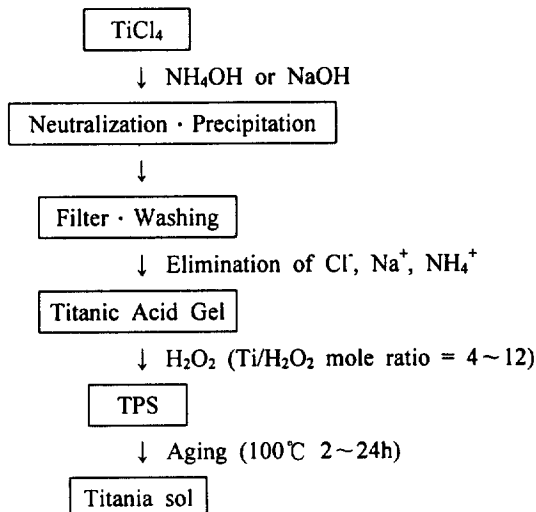 TiCl₄
↓ NH₄OH or NaOH
Neutralization · Precipitation
↓
Filter · Washing
↓ Elimination of Cl⁻, Na⁺, NH₄⁺
Titanic Acid Gel
↓ H₂O₂ (Ti/H₂O₂ mole ratio = 4~12)
TPS
↓ Aging (100℃ 2~24h)
Titania sol